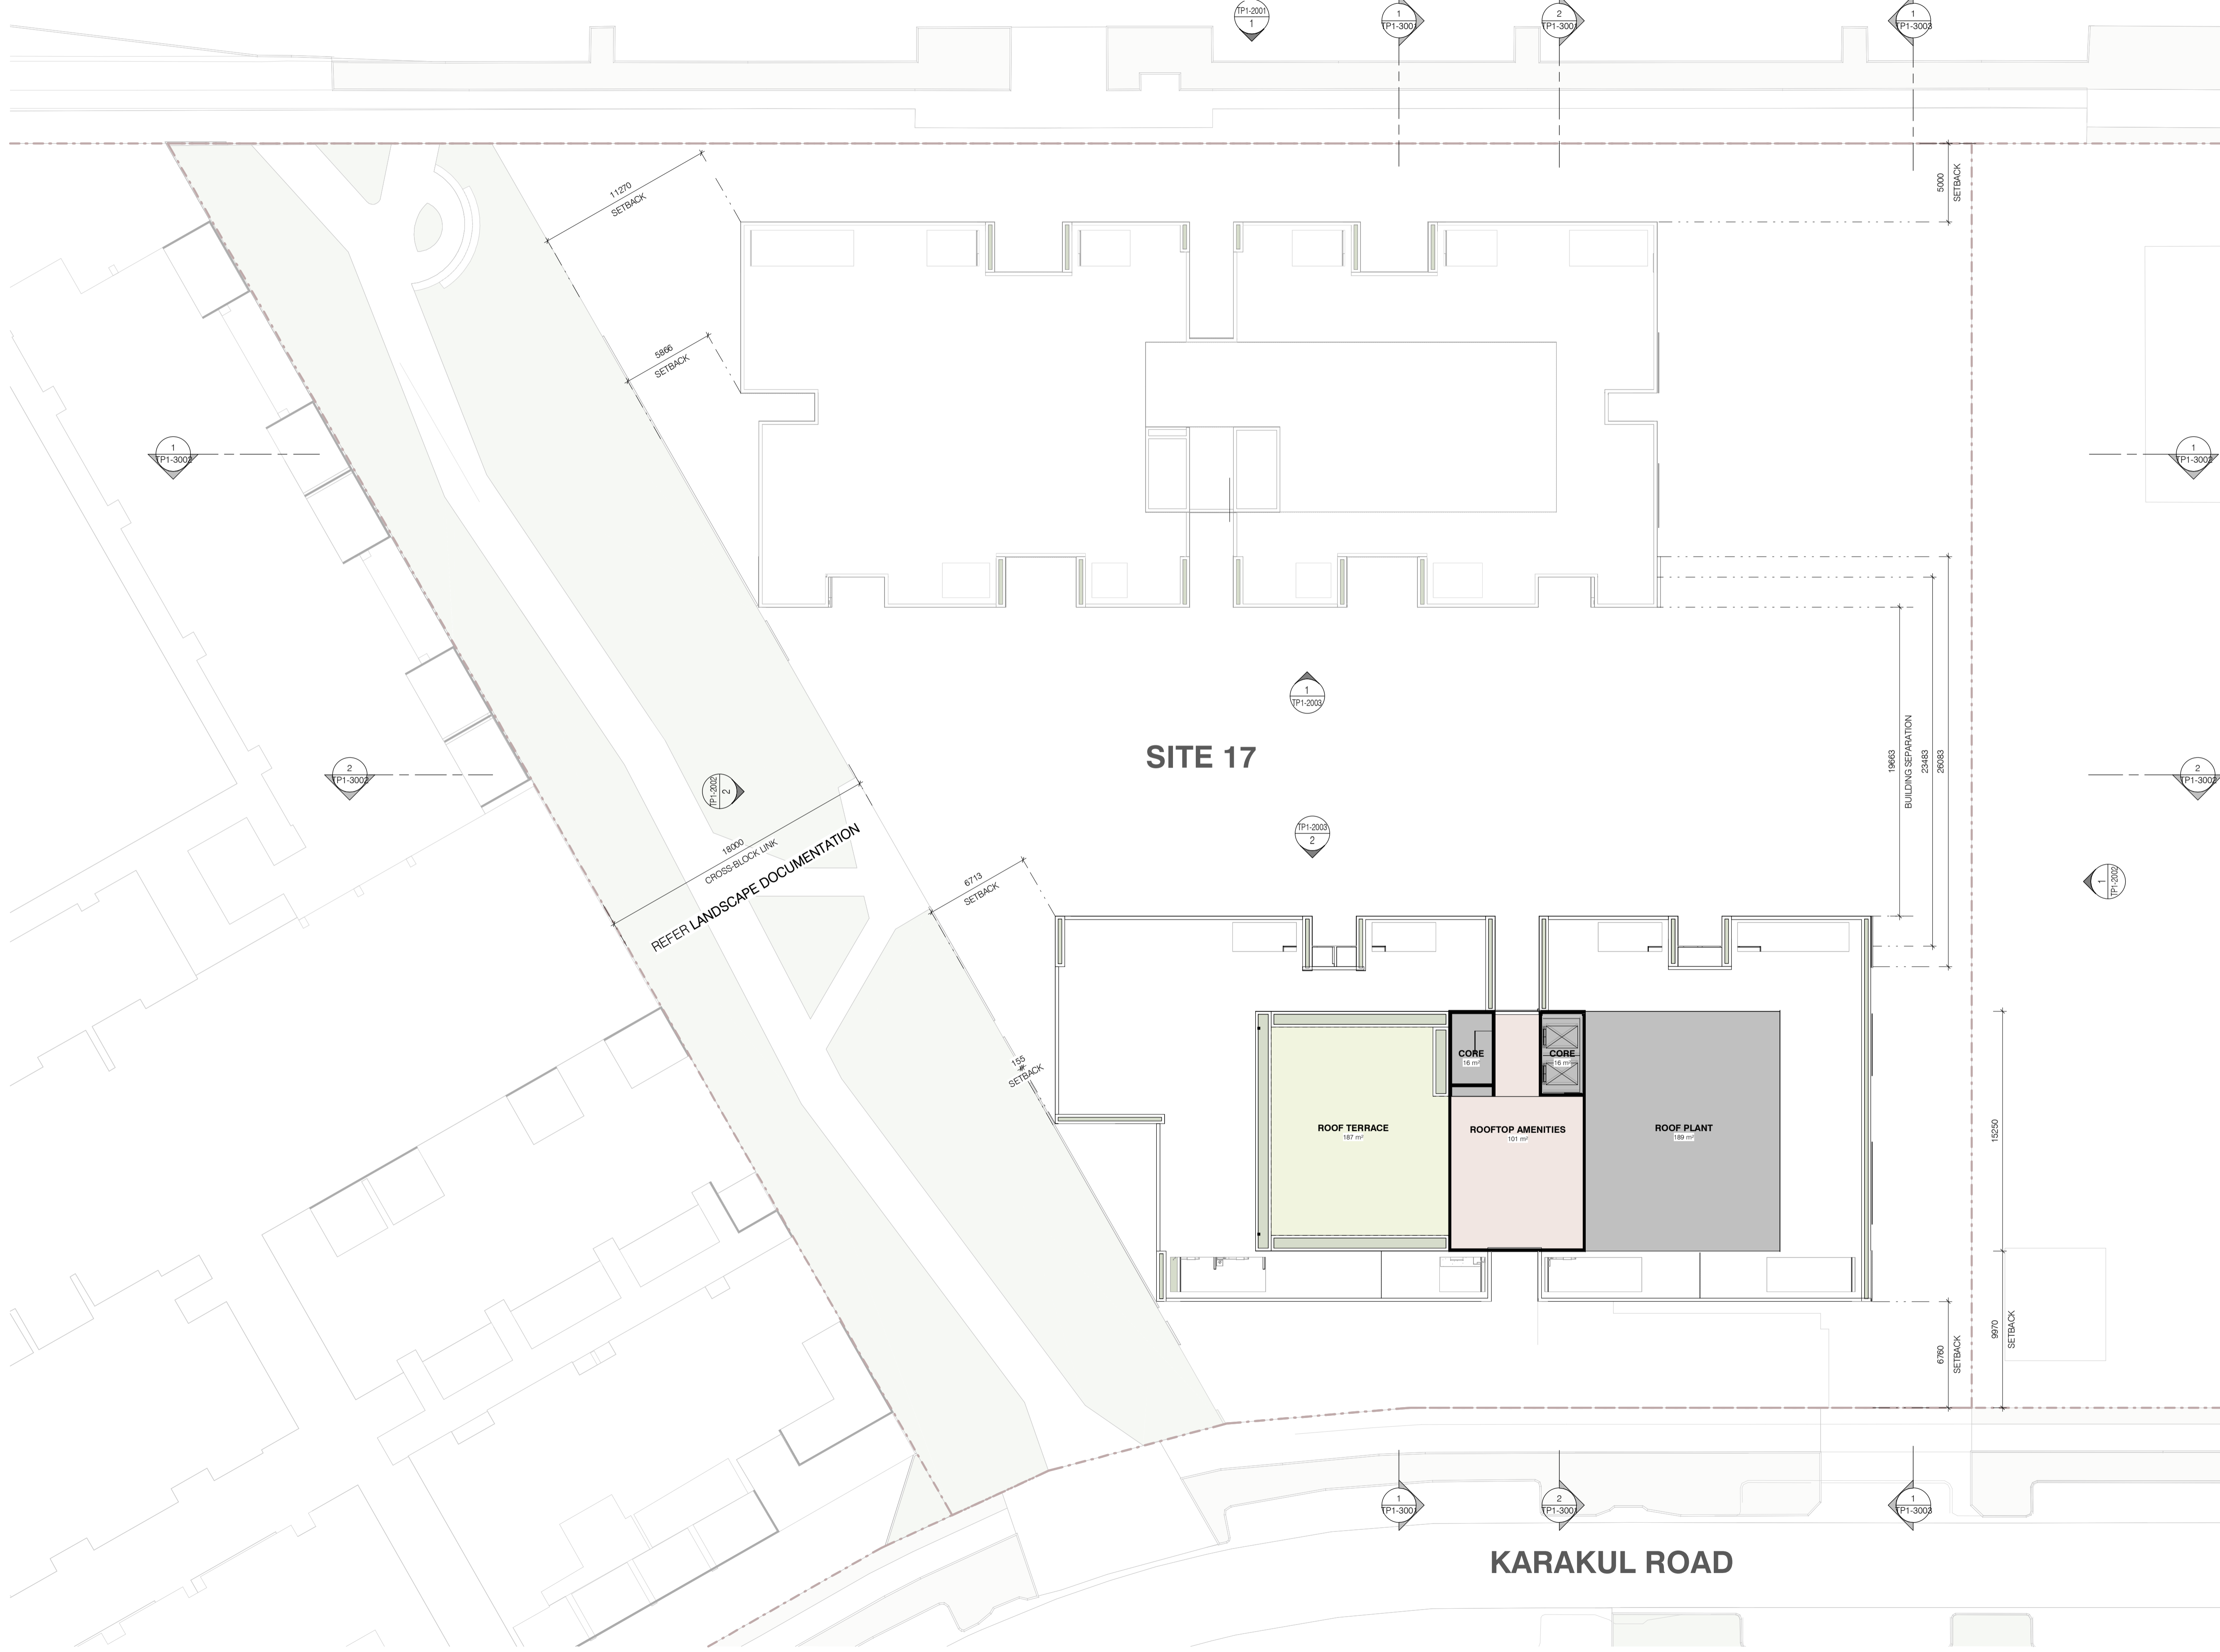 TP1-2001
1
1
TP1-3001
2
TP1-3001
1
TP1-3003
11270
SETBACK
5000
SETBACK
5866
SETBACK
1
TP1-3002
1
TP1-3002
1
TP1-2003
SITE 17
19663
BUILDING SEPARATION
23483
26083
2
TP1-3002
2
TP1-3002
TP1-2002
2
TP1-2003
2
18000
CROSS-BLOCK LINK
REFER LANDSCAPE DOCUMENTATION
6713
SETBACK
1
TP1-2002
155
SETBACK
CORE
16 m²
CORE
16 m²
ROOF TERRACE
187 m²
ROOFTOP AMENITIES
101 m²
ROOF PLANT
189 m²
15250
6760
SETBACK
9970
SETBACK
1
TP1-3001
2
TP1-3001
1
TP1-3003
KARAKUL ROAD